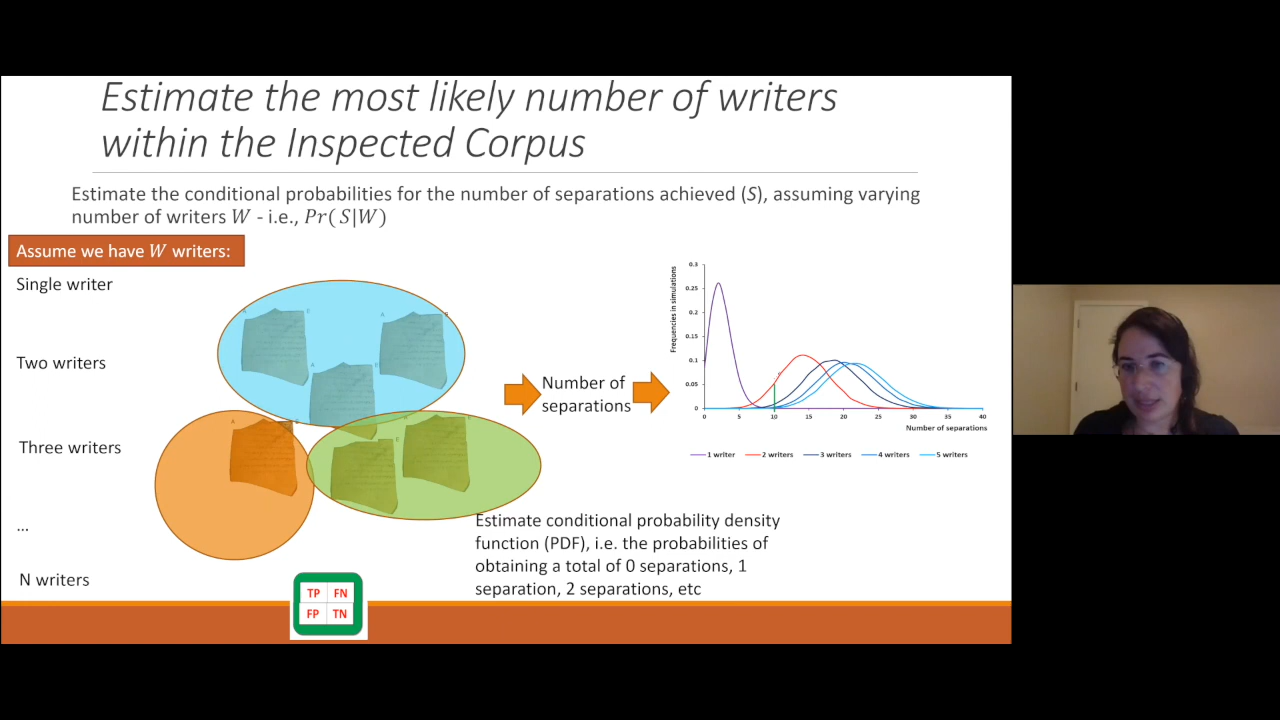 Estimate the most likely number of writers
within the Inspected Corpus
Estimate the conditional probabilities for the number of separations achieved (S), assuming varying
number of writers W - i.e., Pr(S|W)
Assume we have W writers:
Single writer
Two writers
Three writers
...
N writers
A B
A B
A
A B
B
B
Number of
separations
Frequencies in simulations
0.3
0.25
0.2
0.15
0.1
0.05
0
0 5 10 15 20 25 30 35 40
Number of separations
1 writer 2 writers 3 writers 4 writers 5 writers
Estimate conditional probability density
function (PDF), i.e. the probabilities of
obtaining a total of 0 separations, 1
separation, 2 separations, etc
TP FN
FP TN